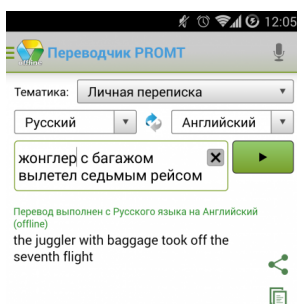 12:05
offline
Переводчик PROMT
Тематика: Личная переписка
Русский Английский
жонглер с багажом
вылетел седьмым рейсом
Перевод выполнен с Русского языка на Английский
(offline)
the juggler with baggage took off the
seventh flight